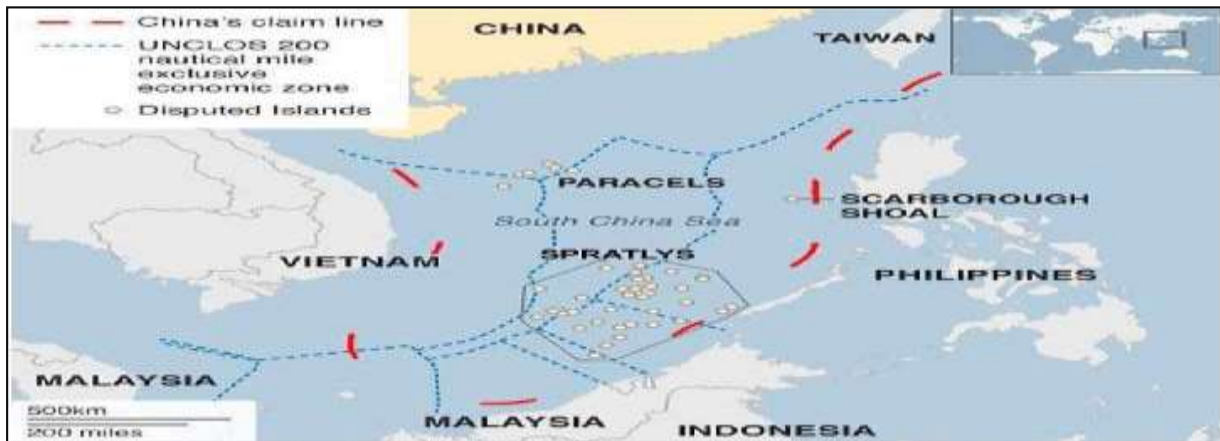 China's claim line
UNCLOS 200
nautical mile
exclusive
economic zone
Disputed Islands
CHINA
TAIWAN
PARACELS
South China Sea
SCARBOROUGH
SHOAL
SPRATLYS
VIETNAM
PHILIPPINES
MALAYSIA
500km
200 miles
MALAYSIA
INDONESIA